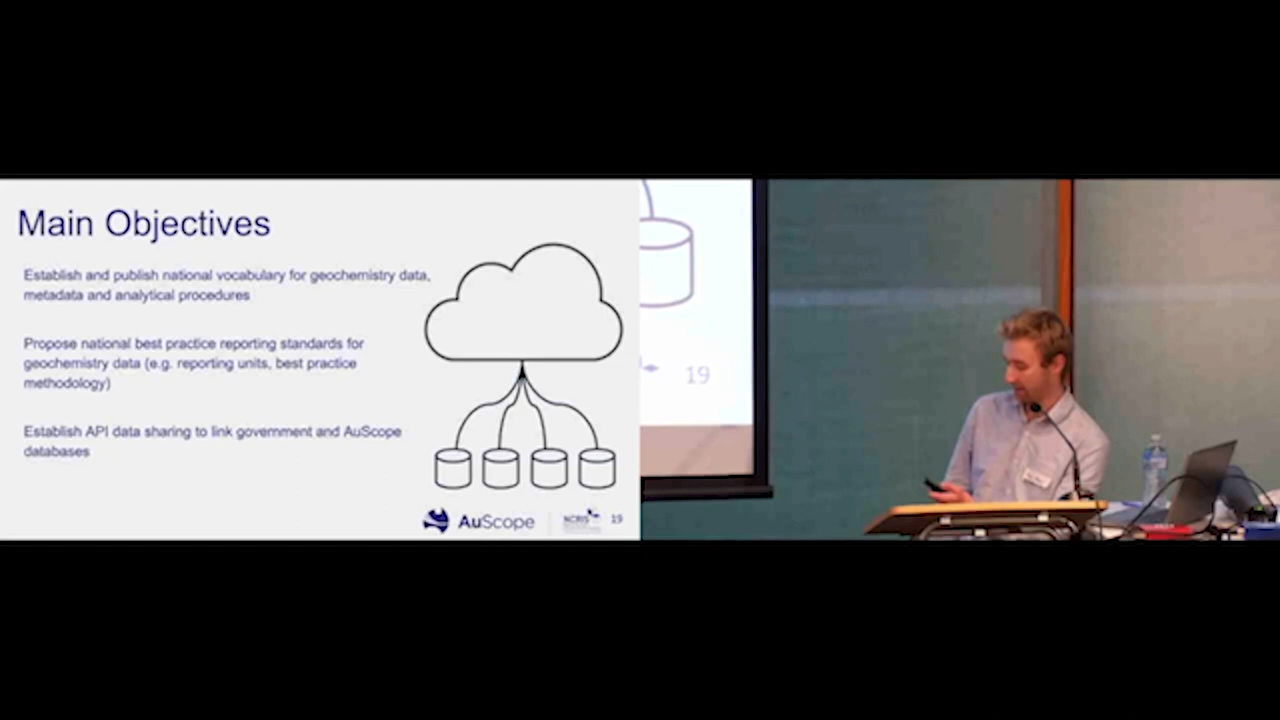 Main Objectives
Establish and publish national vocabulary for geochemistry data,
metadata and analytical procedures
Propose national best practice reporting standards for
geochemistry data (e.g. reporting units, best practice
methodology)
Establish API data sharing to link government and AuScope
databases
AuScope
NCRIS
19
19